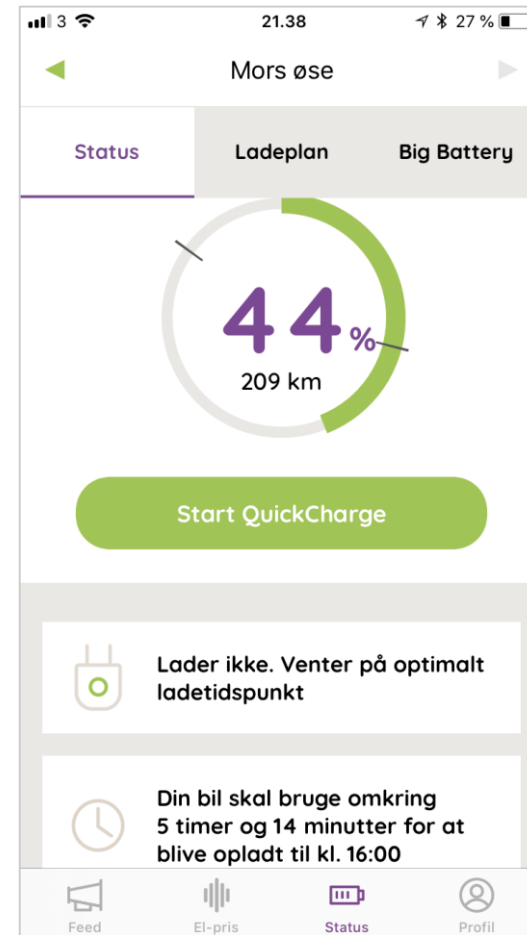 3 21.38 27 %
Mors øse
Status Ladeplan Big Battery
44%
209 km
Start QuickCharge
Lader ikke. Venter på optimalt
ladetidspunkt
Din bil skal bruge omkring
5 timer og 14 minutter for at
blive opladt til kl. 16:00
Feed El-pris Status Profil